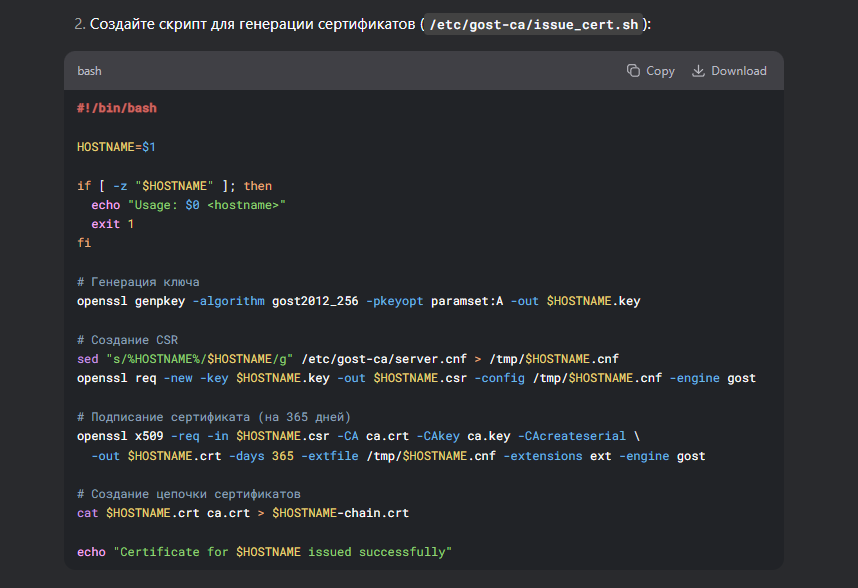 2. Создайте скрипт для генерации сертификатов ( /etc/gost-ca/issue_cert.sh ):
bash
Copy
Download
#!/bin/bash
HOSTNAME=$1
if [ -z "$HOSTNAME" ]; then
  echo "Usage: $0 <hostname>"
  exit 1
fi
# Генерация ключа
openssl genpkey -algorithm gost2012_256 -pkeyopt paramset:A -out $HOSTNAME.key
# Создание CSR
sed "s/%HOSTNAME%/$HOSTNAME/g" /etc/gost-ca/server.cnf > /tmp/$HOSTNAME.cnf
openssl req -new -key $HOSTNAME.key -out $HOSTNAME.csr -config /tmp/$HOSTNAME.cnf -engine gost
# Подписание сертификата (на 365 дней)
openssl x509 -req -in $HOSTNAME.csr -CA ca.crt -CAkey ca.key -CAcreateserial \
  -out $HOSTNAME.crt -days 365 -extfile /tmp/$HOSTNAME.cnf -extensions ext -engine gost
# Создание цепочки сертификатов
cat $HOSTNAME.crt ca.crt > $HOSTNAME-chain.crt
echo "Certificate for $HOSTNAME issued successfully"